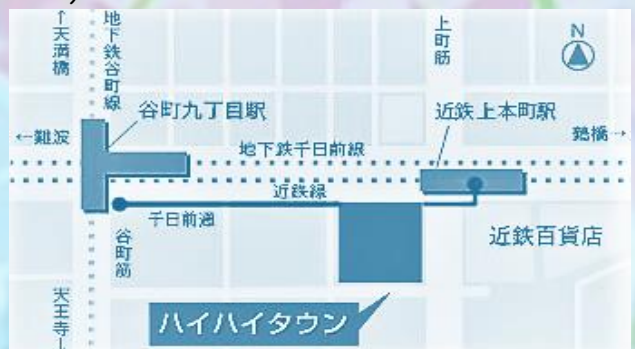 ↑天満橋
地下鉄谷町線
上町筋
N
谷町九丁目駅
近鉄上本町駅
←難波
鶴橋→
地下鉄千日前線
近鉄線
千日前通
谷町筋
近鉄百貨店
ハイハイタウン
天王寺↓